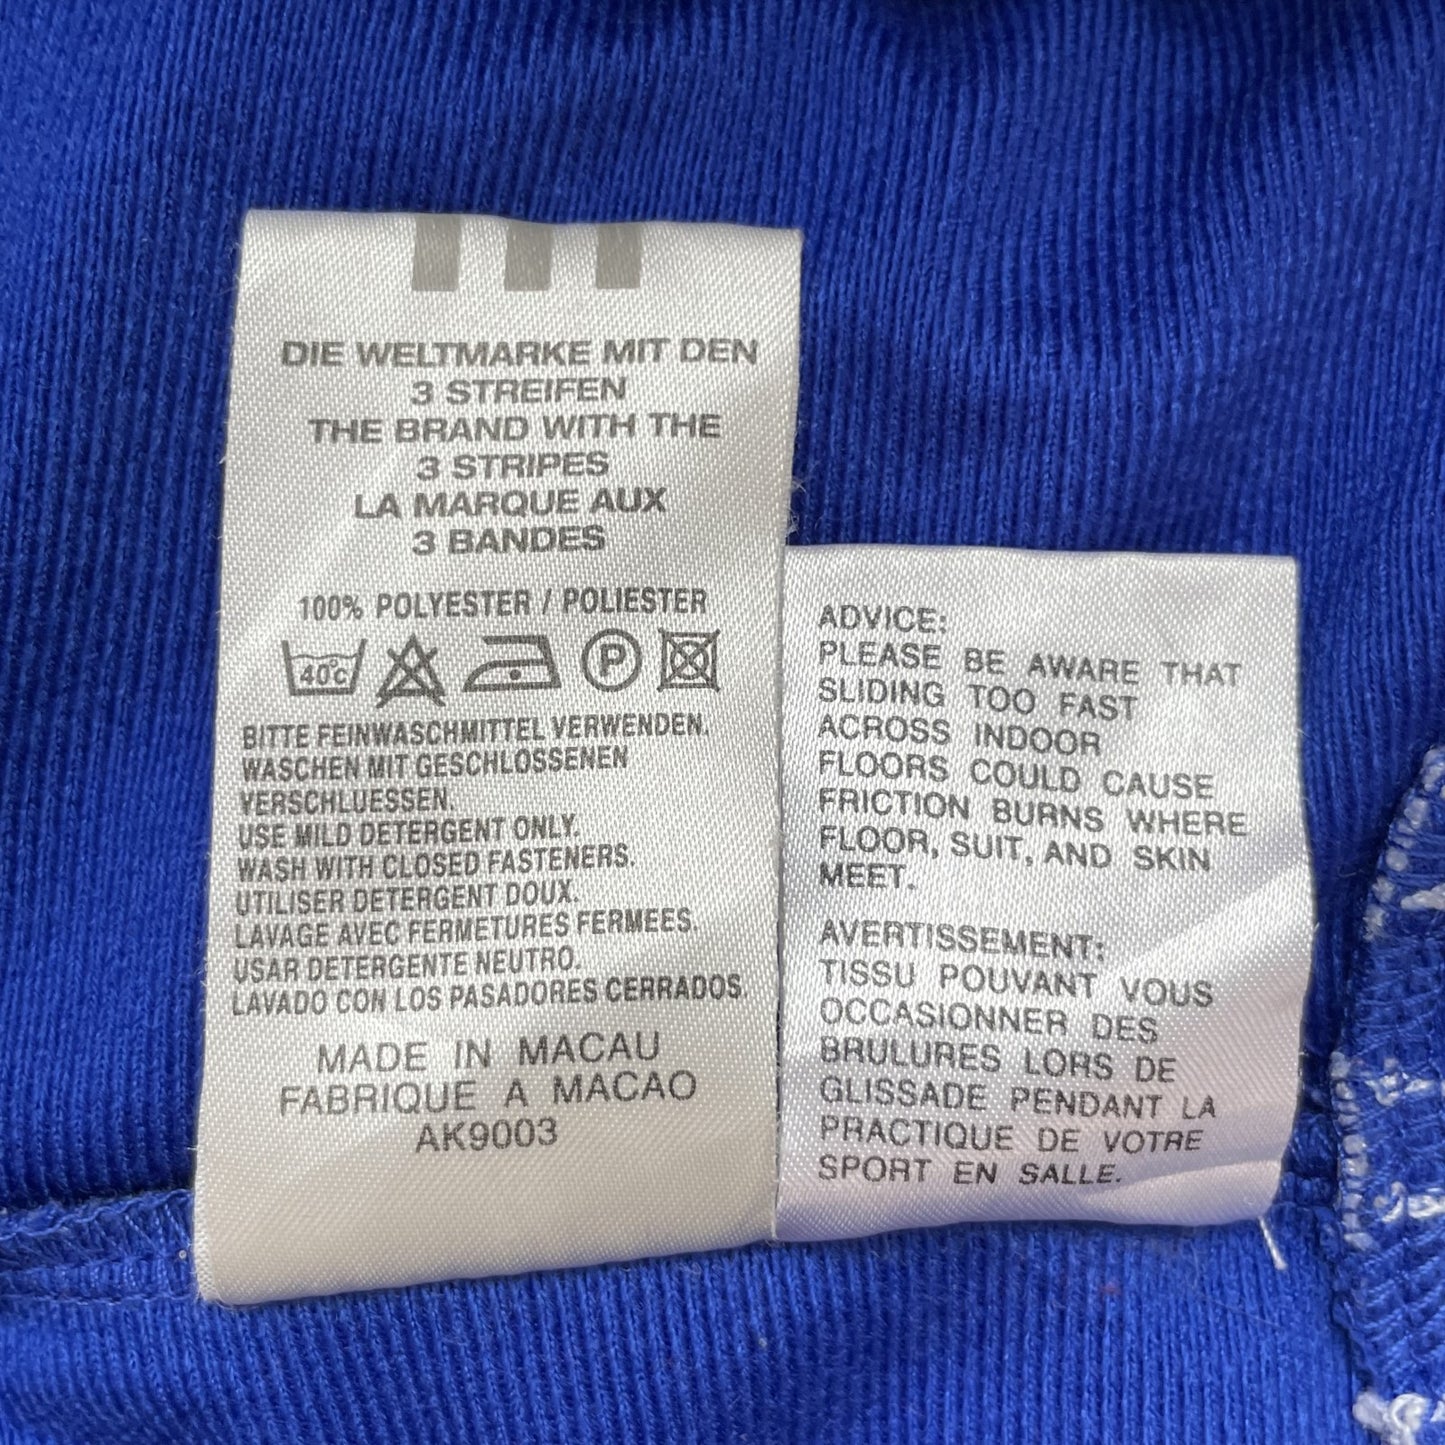 DIE WELTMARKE MIT DEN
3 STREIFEN
THE BRAND WITH THE
3 STRIPES
LA MARQUE AUX
3 BANDES
100% POLYESTER / POLIESTER
40°C P
BITTE FEINWASCHMITTEL VERWENDEN.
WASCHEN MIT GESCHLOSSENEN
VERSCHLUESSEN.
USE MILD DETERGENT ONLY.
WASH WITH CLOSED FASTENERS.
UTILISER DETERGENT DOUX.
LAVAGE AVEC FERMETURES FERMEES.
USAR DETERGENTE NEUTRO.
LAVADO CON LOS PASADORES CERRADOS.
MADE IN MACAU
FABRIQUE A MACAO
AK9003
ADVICE:
PLEASE BE AWARE THAT
SLIDING TOO FAST
ACROSS INDOOR
FLOORS COULD CAUSE
FRICTION BURNS WHERE
FLOOR, SUIT, AND SKIN
MEET.
AVERTISSEMENT:
TISSU POUVANT VOUS
OCCASIONNER DES
BRULURES LORS DE
GLISSADE PENDANT LA
PRACTIQUE DE VOTRE
SPORT EN SALLE.